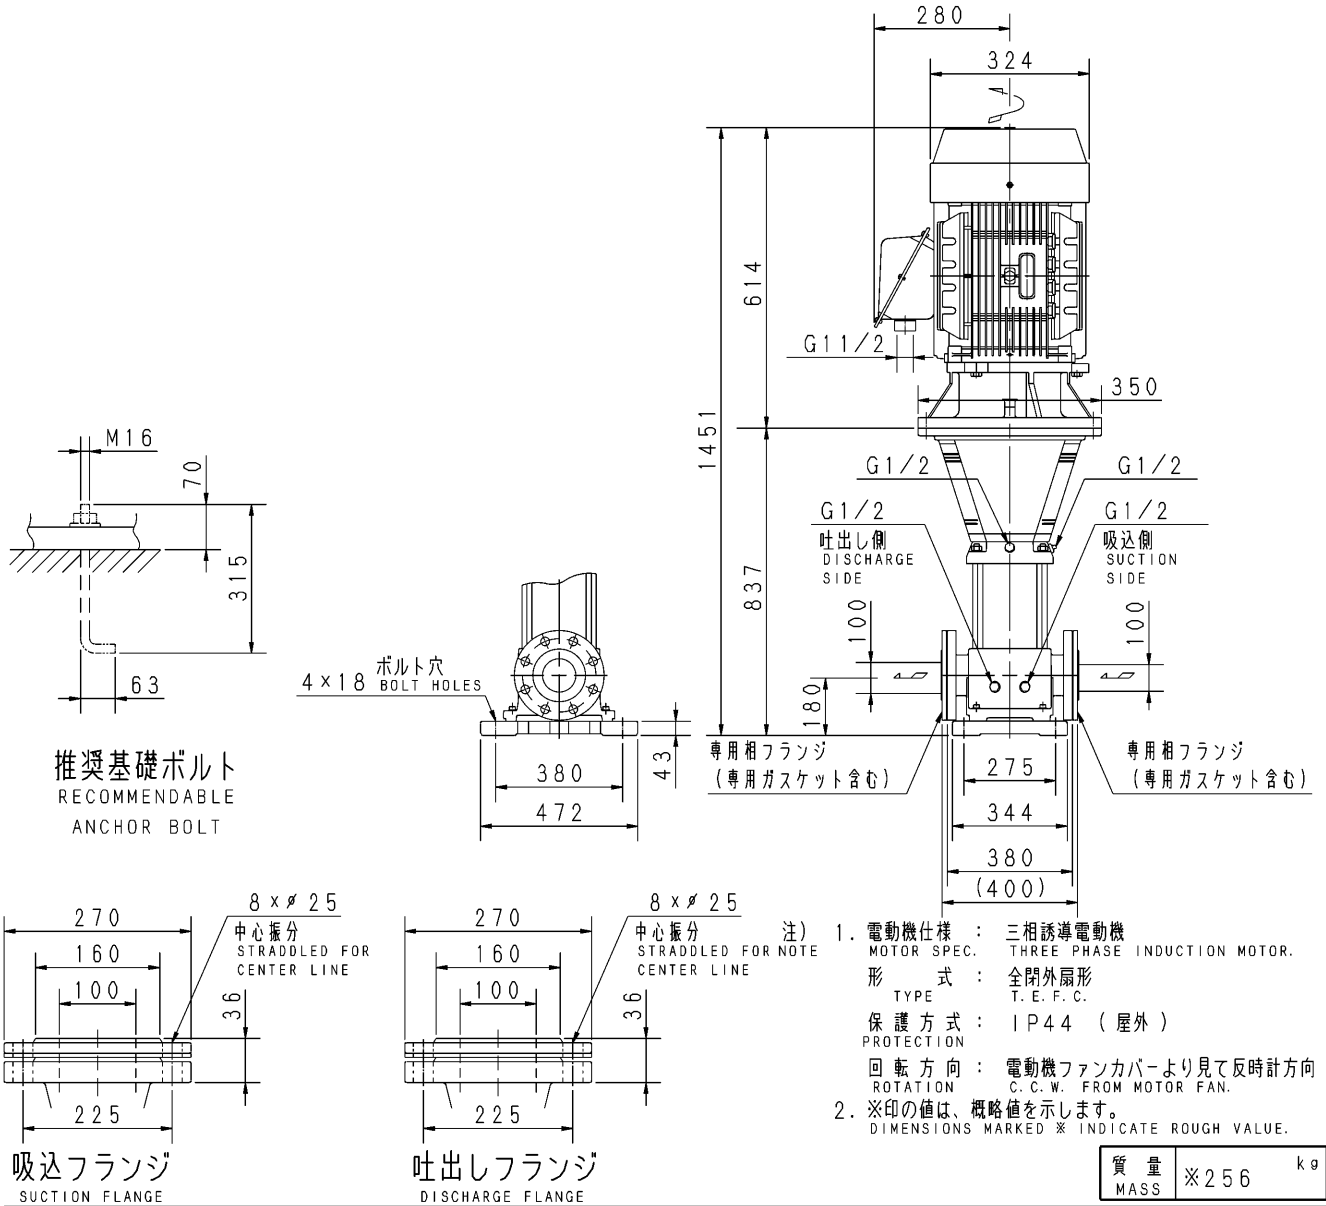 280
324
1451
614
G11/2
350
G1/2
G1/2
G1/2
吐出し側
DISCHARGE
SIDE
G1/2
吸込側
SUCTION
SIDE
837
100
100
180
専用相フランジ
(専用ガスケット含む)
専用相フランジ
(専用ガスケット含む)
275
344
380
(400)
M16
70
315
63
推奨基礎ボルト
RECOMMENDABLE
ANCHOR BOLT
ボルト穴
4×18 BOLT HOLES
43
380
472
270
160
100
8×ø25
中心振分
STRADDLED FOR
CENTER LINE
36
225
吸込フランジ
SUCTION FLANGE
270
160
100
8×ø25
中心振分
STRADDLED FOR
CENTER LINE
36
225
吐出しフランジ
DISCHARGE FLANGE
注) 1. 電動機仕様 : 三相誘導電動機
NOTE MOTOR SPEC. THREE PHASE INDUCTION MOTOR.
形 式 : 全閉外扇形
TYPE T.E.F.C.
保護方式 : IP44 (屋外)
PROTECTION
回転方向 : 電動機ファンカバーより見て反時計方向
ROTATION C.C.W. FROM MOTOR FAN.
2. ※印の値は、概略値を示します。
DIMENSIONS MARKED ※ INDICATE ROUGH VALUE.
質量 ※256 kg
MASS